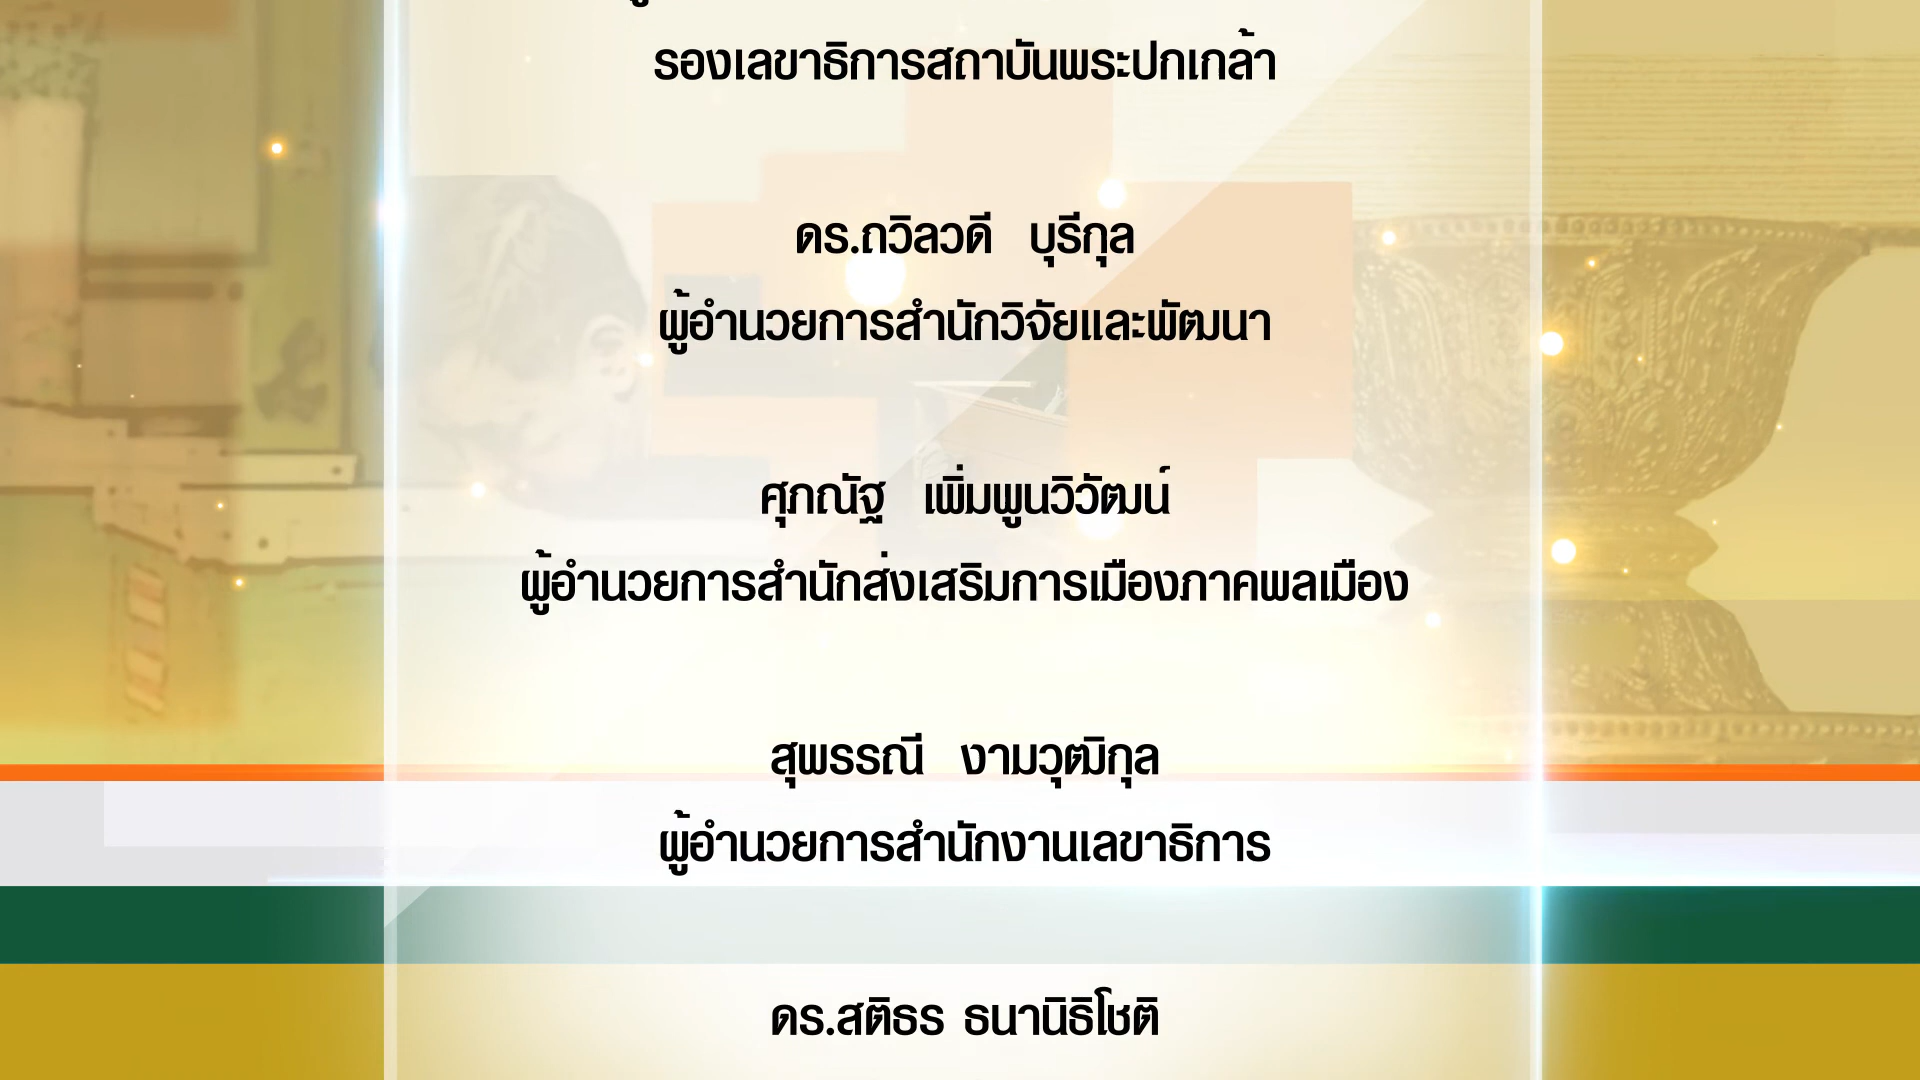 รองเลขาธิการสถาบันพระปกเกล้า
ดร.ถวิลวดี บุรีกุล
ผู้อำนวยการสำนักวิจัยและพัฒนา
ศุภณัฐ เพิ่มพูนวิวัฒน์
ผู้อำนวยการสำนักส่งเสริมการเมืองภาคพลเมือง
สุพรรณี งามวุฒิกุล
ผู้อำนวยการสำนักงานเลขาธิการ
ดร.สติธร ธนานิธิโชติ